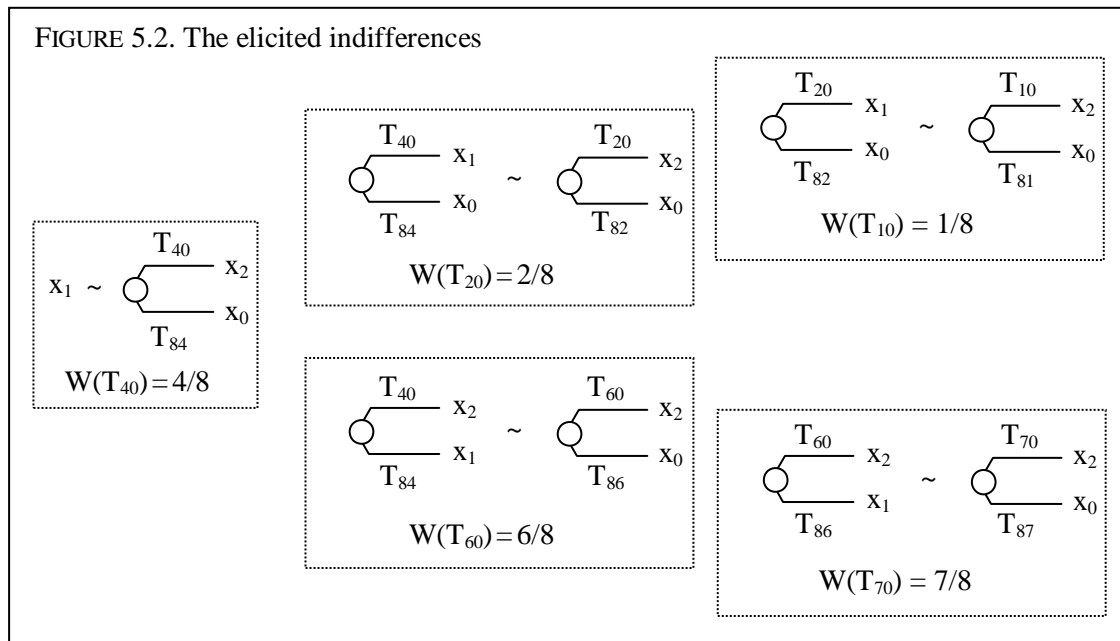 FIGURE 5.2. The elicited indifferences
x₁ ~
T₄₀
x₂
x₀
T₈₄
W(T₄₀) = 4/8
T₄₀
x₁
x₀
T₈₄
~
T₂₀
x₂
x₀
T₈₂
W(T₂₀) = 2/8
T₂₀
x₁
x₀
T₈₂
~
T₁₀
x₂
x₀
T₈₁
W(T₁₀) = 1/8
T₄₀
x₂
x₁
T₈₄
~
T₆₀
x₂
x₀
T₈₆
W(T₆₀) = 6/8
T₆₀
x₂
x₁
T₈₆
~
T₇₀
x₂
x₀
T₈₇
W(T₇₀) = 7/8